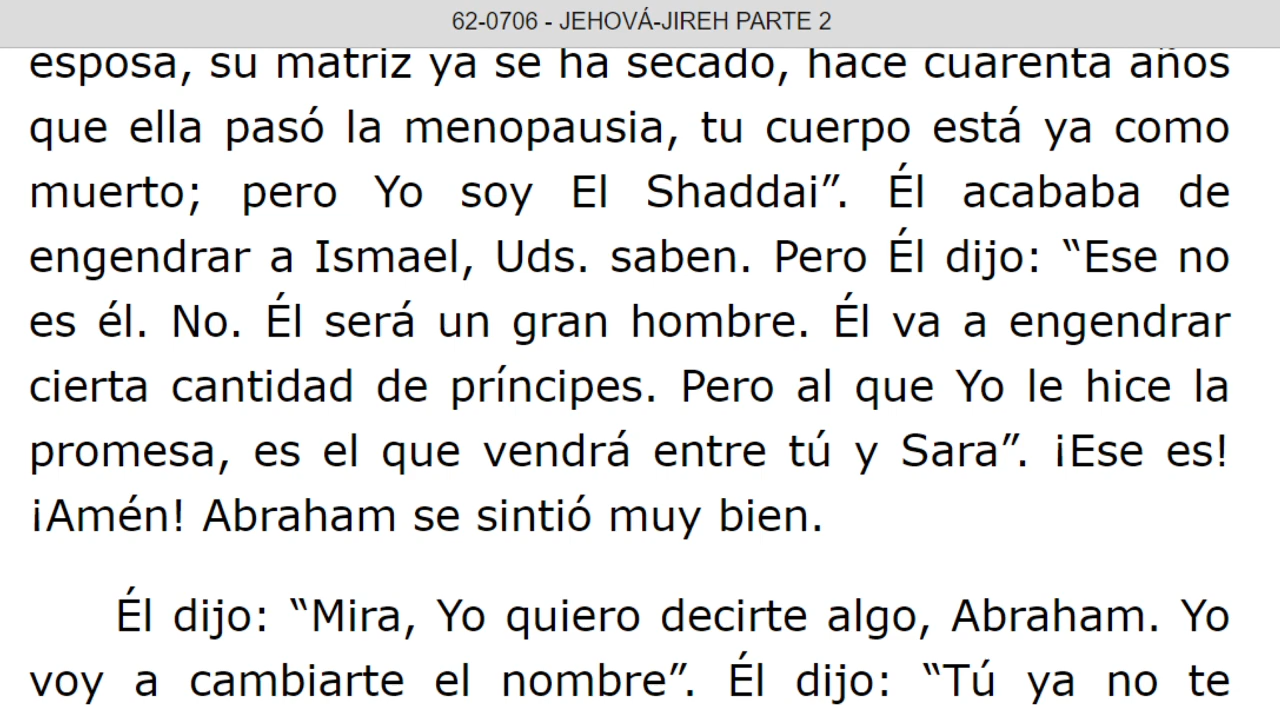 62-0706 - JEHOVÁ-JIREH PARTE 2
esposa, su matriz ya se ha secado, hace cuarenta años
que ella pasó la menopausia, tu cuerpo está ya como
muerto; pero Yo soy El Shaddai”. Él acababa de
engendrar a Ismael, Uds. saben. Pero Él dijo: “Ese no
es él. No. Él será un gran hombre. Él va a engendrar
cierta cantidad de príncipes. Pero al que Yo le hice la
promesa, es el que vendrá entre tú y Sara”. ¡Ese es!
¡Amén! Abraham se sintió muy bien.
Él dijo: “Mira, Yo quiero decirte algo, Abraham. Yo
voy a cambiarte el nombre”. Él dijo: “Tú ya no te